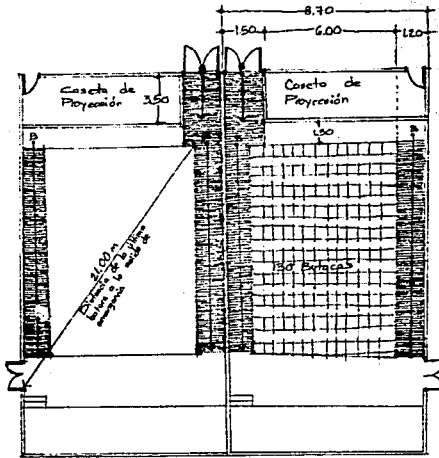 8.70
1.50 6.00 1.20
Caseta de
Proyección
3.50
Caseta de
Proyección
1.50
B
21.00 m
Distancia de la última
butaca a la salida de
emergencia
130 Butacas